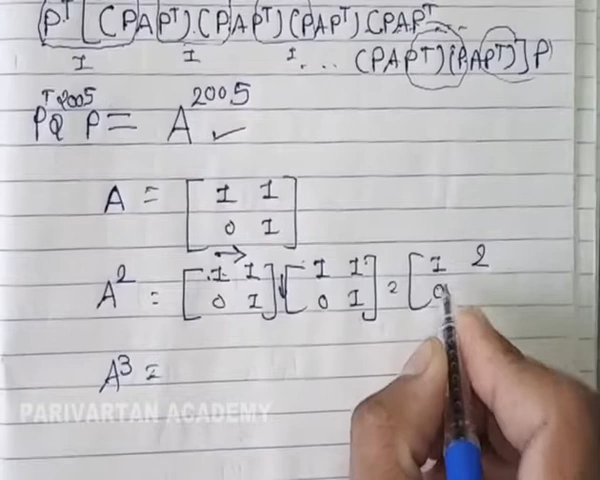 P^T [(PAP^T).(PAP^T)(PAP^T)(PAP^T...
I I I ... (PAP^T)(PAP^T)]P
P^T Q^2005 P = A^2005 ✓
A = [1 1
0 1]
A^2 = [1 1 [1 1 = [1 2
0 1] 0 1] 0
A^3 =
PARIVARTAN ACADEMY